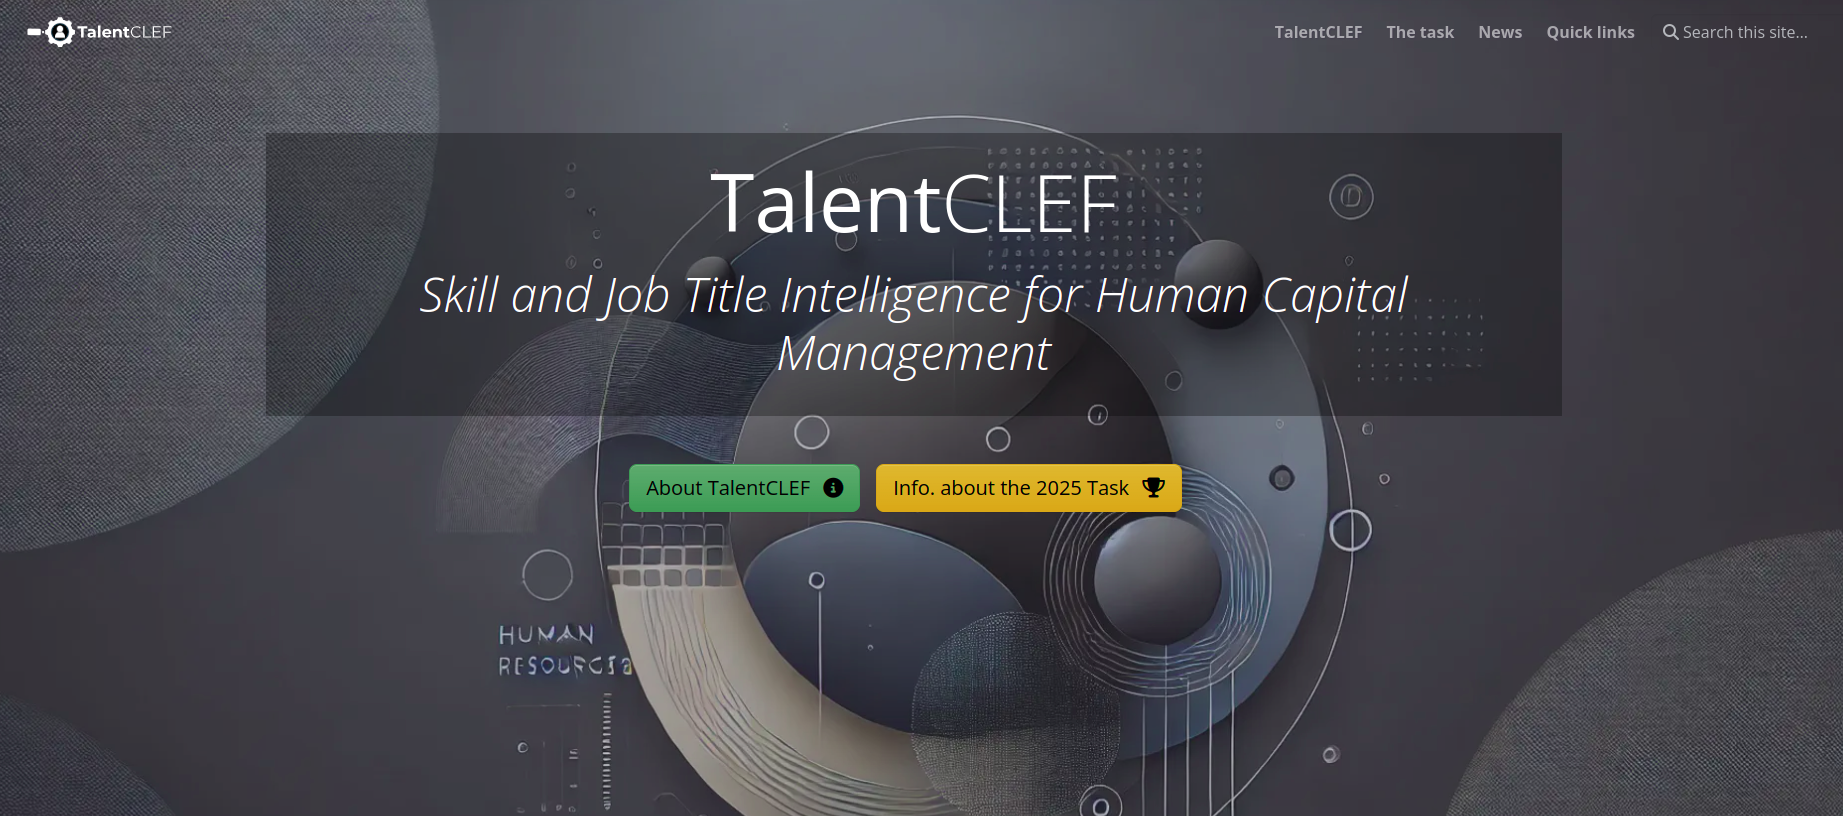 TalentCLEF
TalentCLEF The task News Quick links Search this site...
TalentCLEF
Skill and Job Title Intelligence for Human Capital
Management
About TalentCLEF
Info. about the 2025 Task
HUMAN